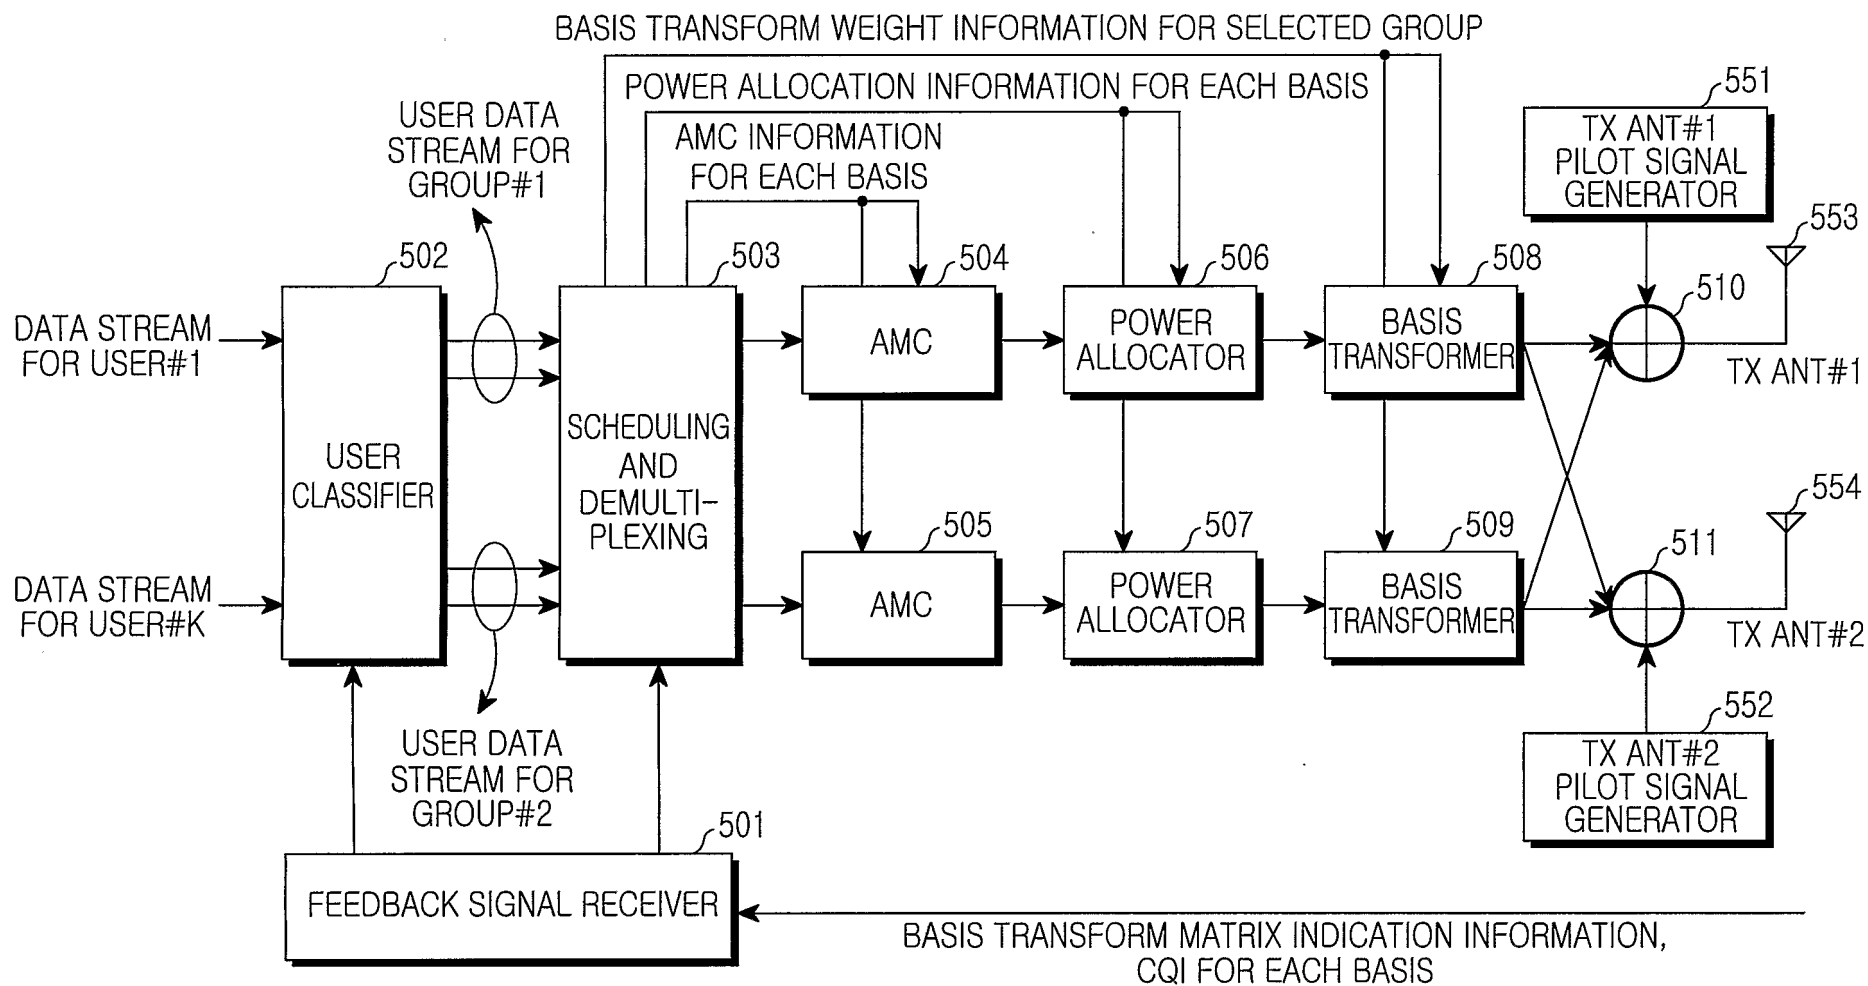 BASIS TRANSFORM WEIGHT INFORMATION FOR SELECTED GROUP
POWER ALLOCATION INFORMATION FOR EACH BASIS
AMC INFORMATION
FOR EACH BASIS
USER DATA
STREAM FOR
GROUP#1
551
TX ANT#1
PILOT SIGNAL
GENERATOR
553
502
503
504
506
508
510
DATA STREAM
FOR USER#1
AMC
POWER
ALLOCATOR
BASIS
TRANSFORMER
TX ANT#1
USER
CLASSIFIER
SCHEDULING
AND
DEMULTI-
PLEXING
505
507
509
511
554
DATA STREAM
FOR USER#K
AMC
POWER
ALLOCATOR
BASIS
TRANSFORMER
TX ANT#2
USER DATA
STREAM FOR
GROUP#2
552
TX ANT#2
PILOT SIGNAL
GENERATOR
501
FEEDBACK SIGNAL RECEIVER
BASIS TRANSFORM MATRIX INDICATION INFORMATION,
CQI FOR EACH BASIS